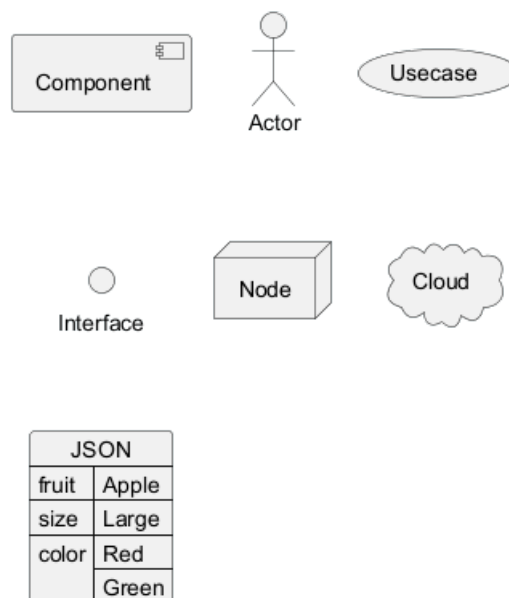 Component
Actor
Usecase
Interface
Node
Cloud
JSON
fruit Apple
size Large
color Red
Green